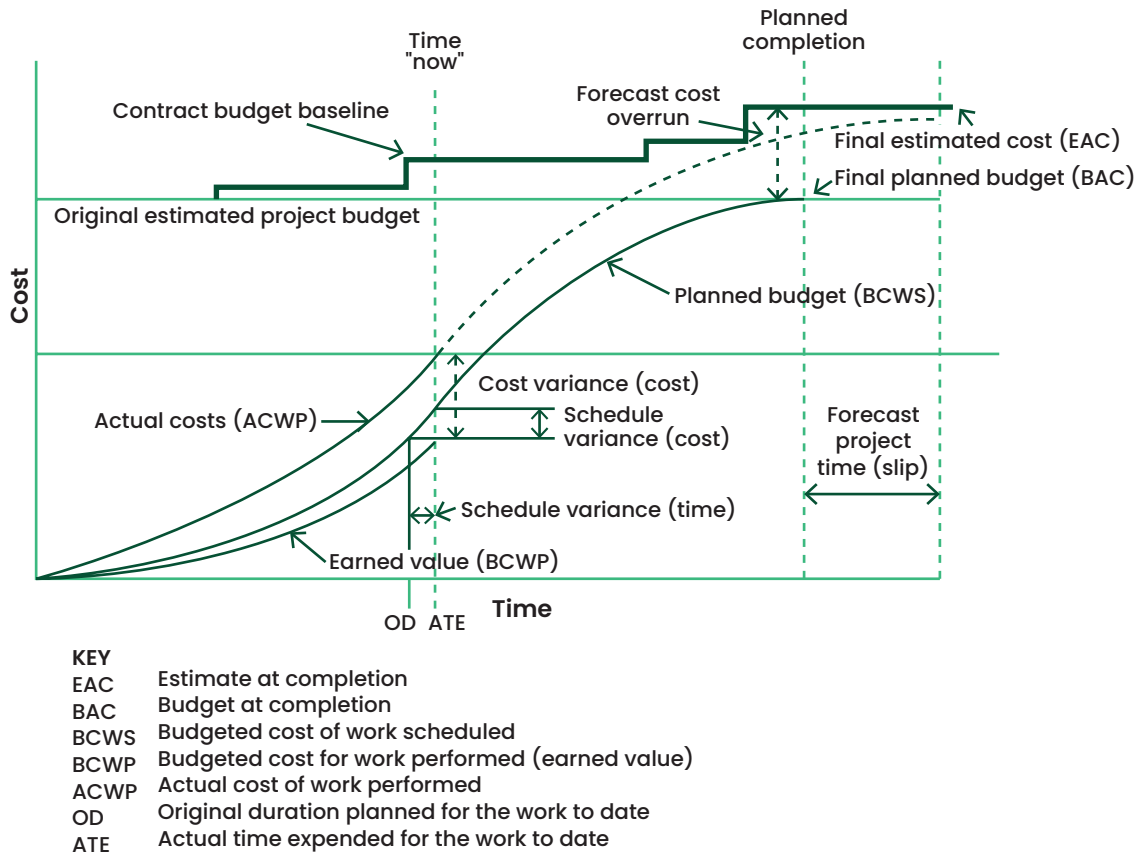 Planned
completion
Time
"now"
Contract budget baseline
Forecast cost
overrun
Final estimated cost (EAC)
Final planned budget (BAC)
Original estimated project budget
Cost
Planned budget (BCWS)
Cost variance (cost)
Actual costs (ACWP)
Schedule
variance (cost)
Forecast
project
time (slip)
Schedule variance (time)
Earned value (BCWP)
Time
OD ATE
KEY
EAC Estimate at completion
BAC Budget at completion
BCWS Budgeted cost of work scheduled
BCWP Budgeted cost for work performed (earned value)
ACWP Actual cost of work performed
OD Original duration planned for the work to date
ATE Actual time expended for the work to date